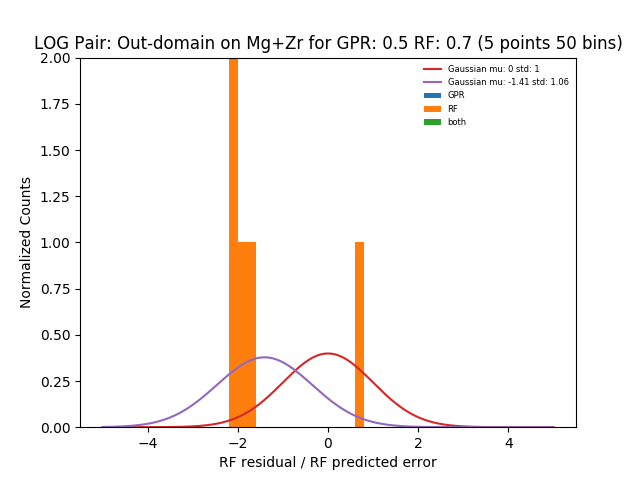 LOG Pair: Out-domain on Mg+Zr for GPR: 0.5 RF: 0.7 (5 points 50 bins)
Gaussian mu: 0 std: 1
Gaussian mu: -1.41 std: 1.06
GPR
RF
both
Normalized Counts
2.00
1.75
1.50
1.25
1.00
0.75
0.50
0.25
0.00
−4
−2
0
2
4
RF residual / RF predicted error